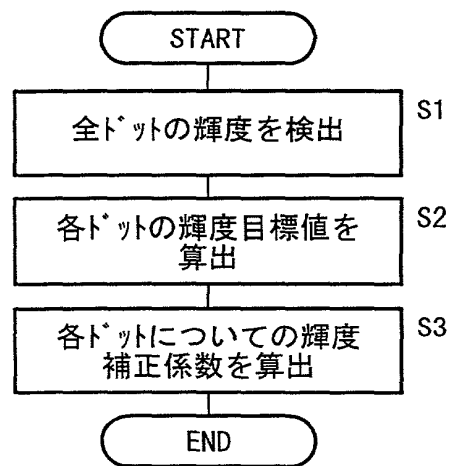 START
全ﾄﾞｯﾄの輝度を検出
S1
各ﾄﾞｯﾄの輝度目標値を
算出
S2
各ﾄﾞｯﾄについての輝度
補正係数を算出
S3
END